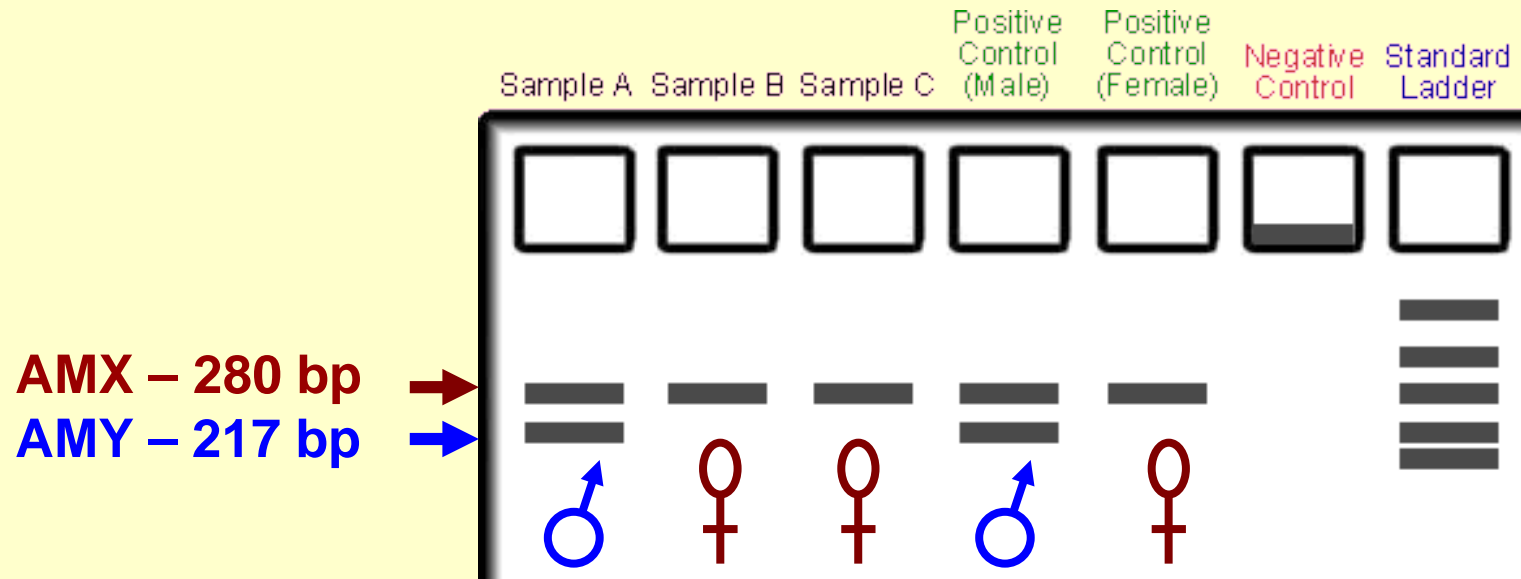 Sample A
Sample B
Sample C
Positive
Control
(Male)
Positive
Control
(Female)
Negative
Control
Standard
Ladder
AMX – 280 bp
AMY – 217 bp